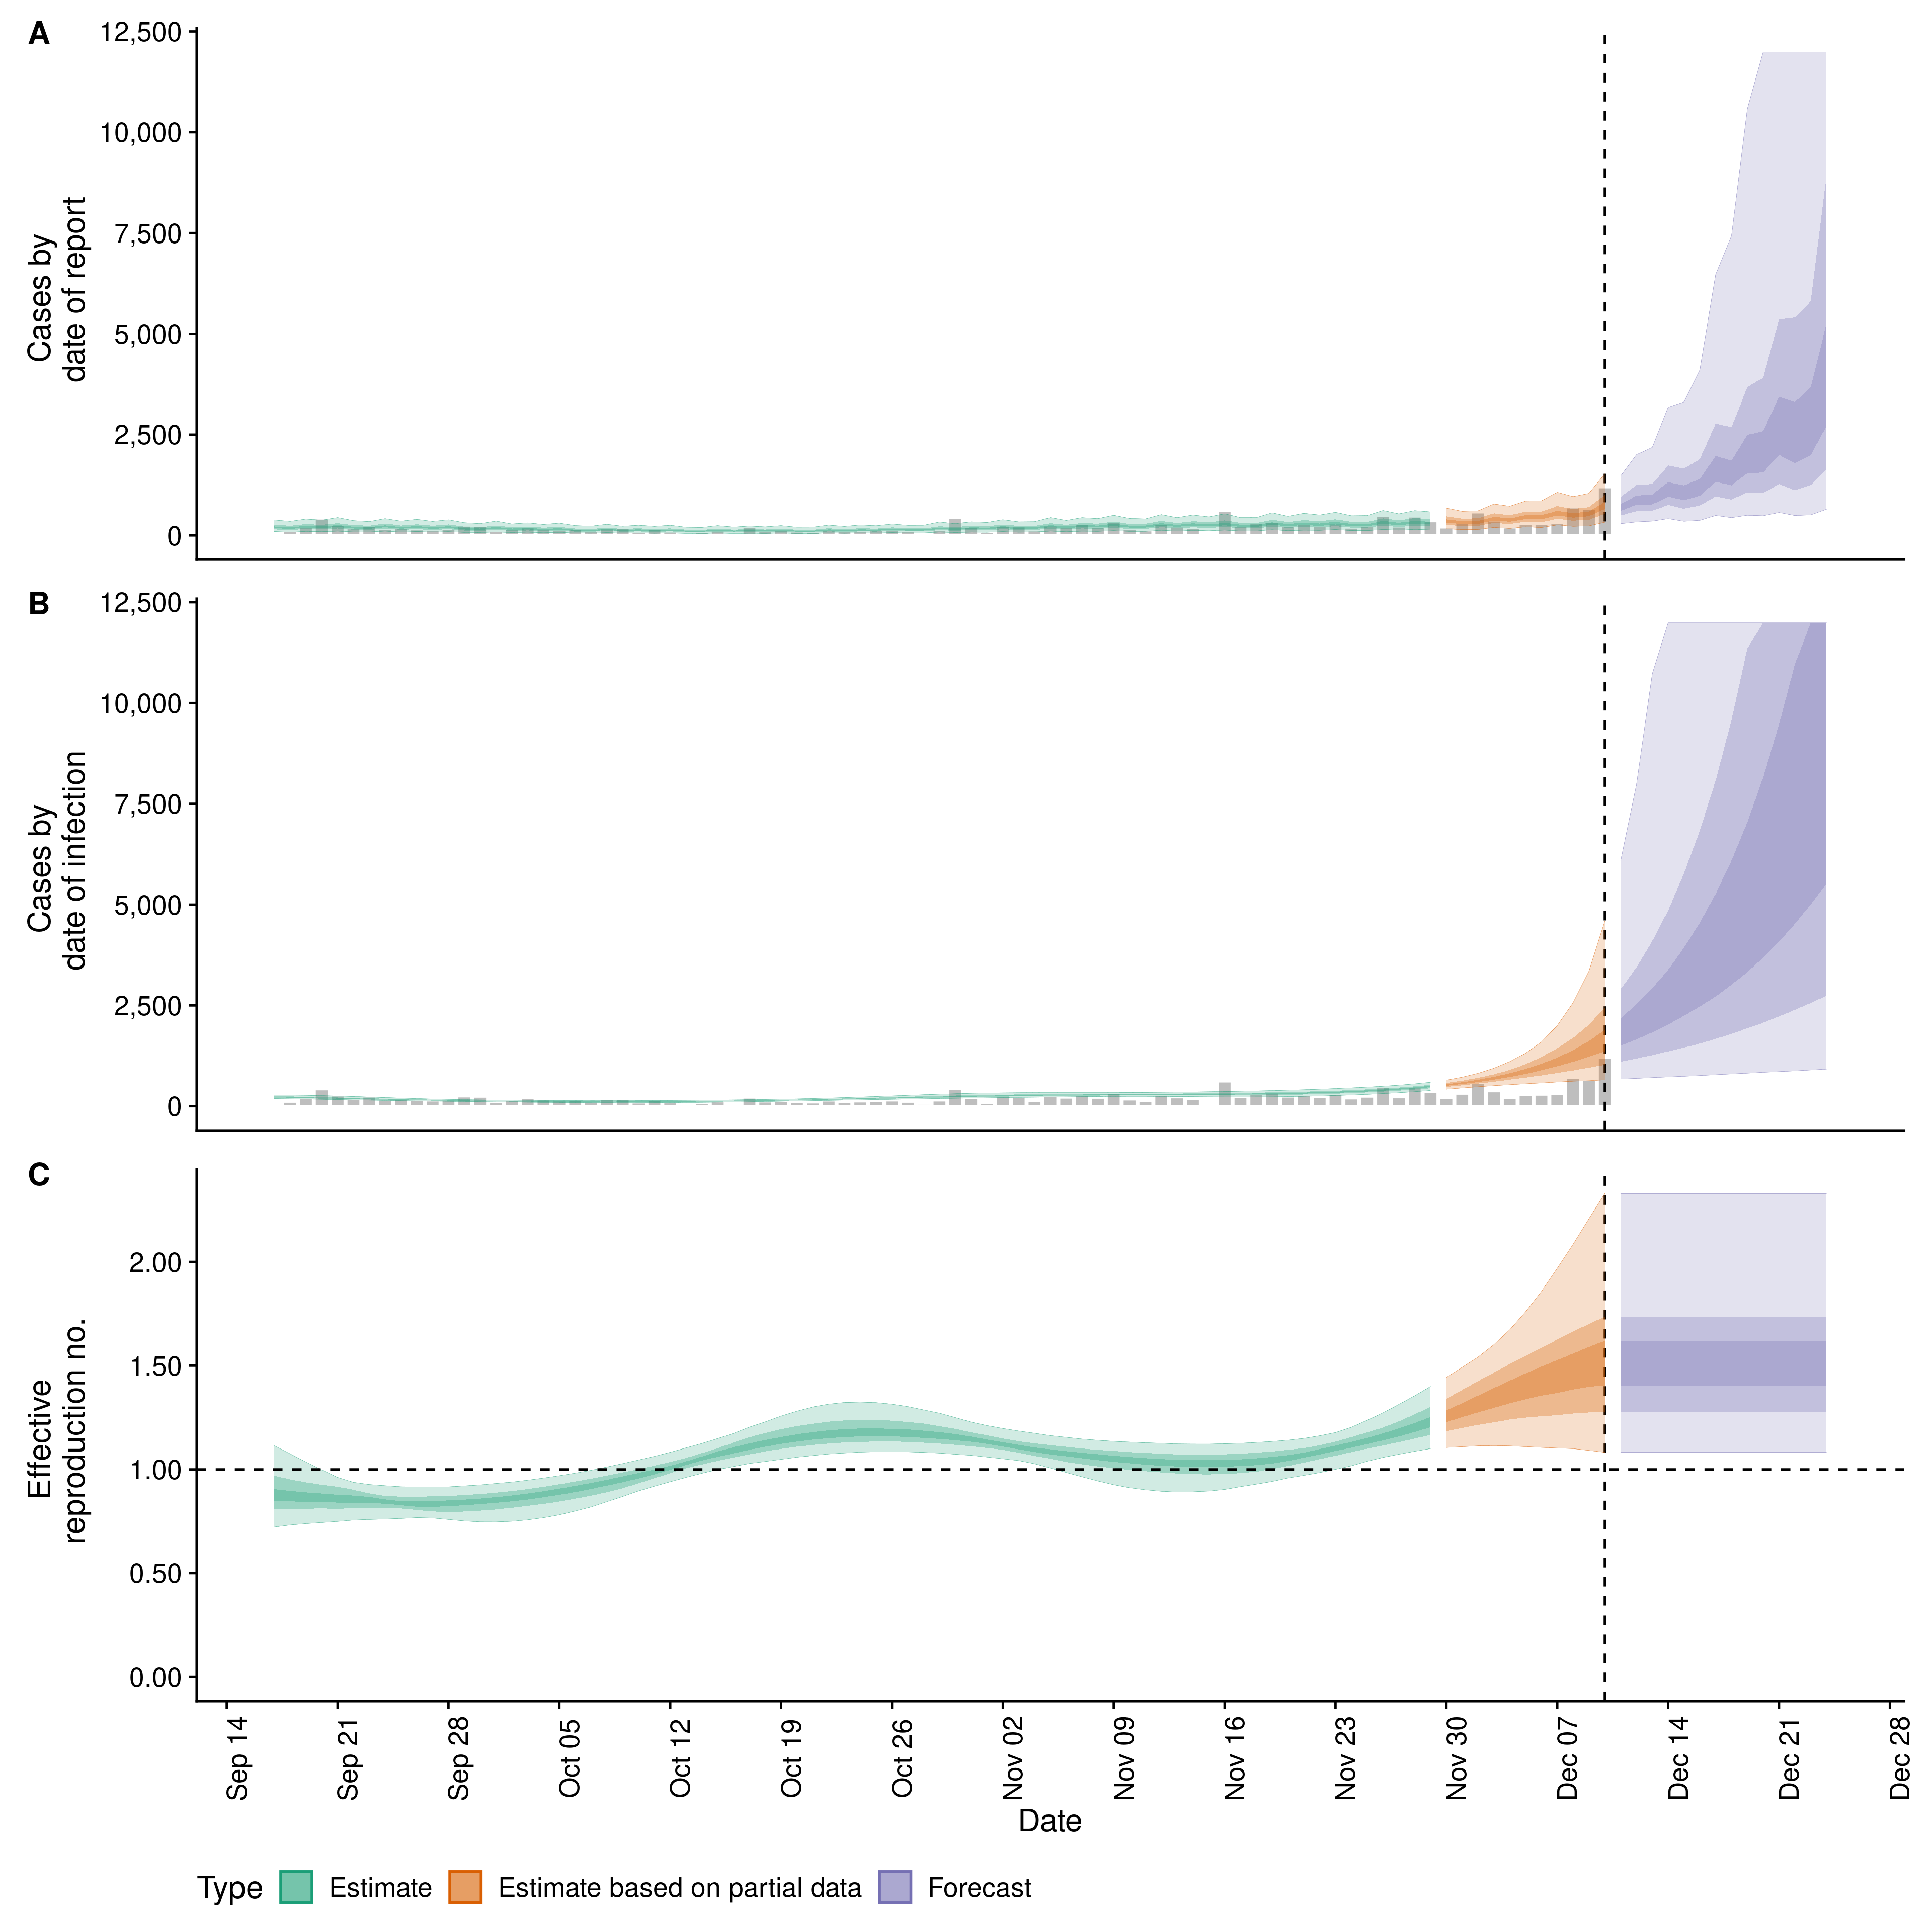 A
12,500
10,000
7,500
5,000
2,500
0
Cases by
date of report
B
12,500
10,000
7,500
5,000
2,500
0
Cases by
date of infection
C
2.00
1.50
1.00
0.50
0.00
Effective
reproduction no.
Sep 14
Sep 21
Sep 28
Oct 05
Oct 12
Oct 19
Oct 26
Nov 02
Nov 09
Nov 16
Nov 23
Nov 30
Dec 07
Dec 14
Dec 21
Dec 28
Date
Type Estimate Estimate based on partial data Forecast